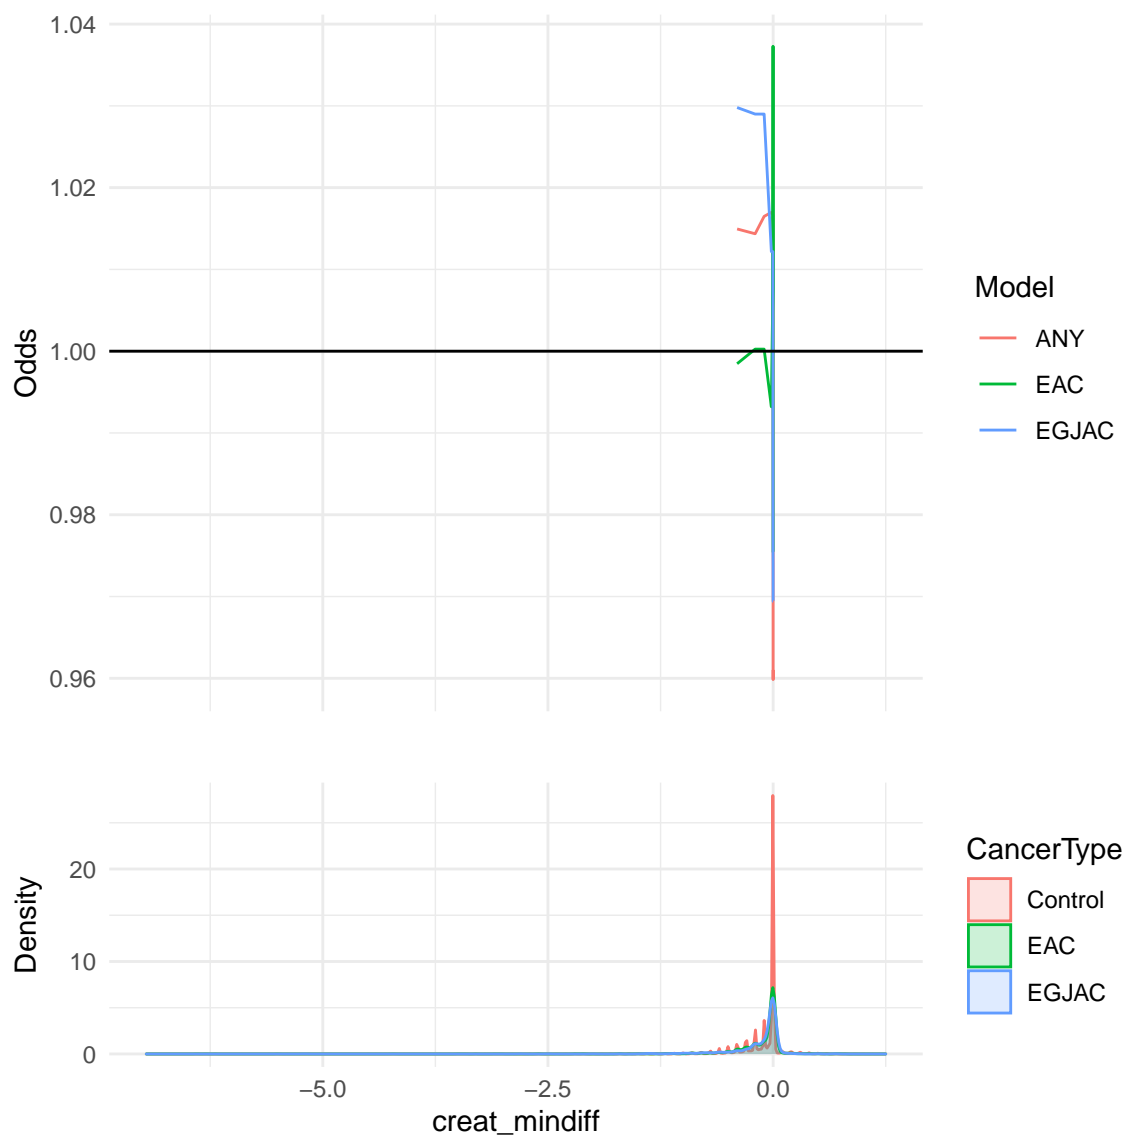 1.04
1.02
1.00
0.98
0.96
Odds
Model
ANY
EAC
EGJAC
20
10
0
Density
−5.0
−2.5
0.0
creat_mindiff
CancerType
Control
EAC
EGJAC